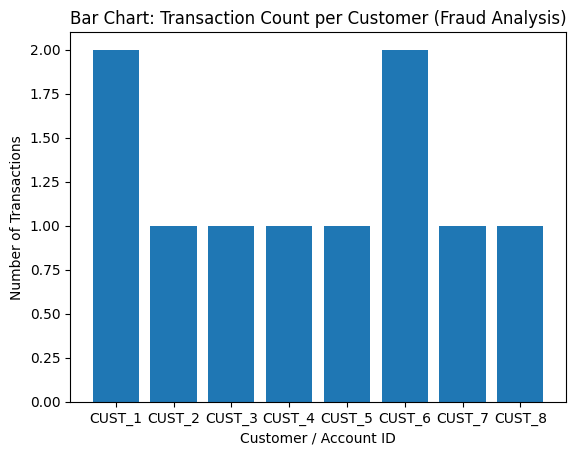 Bar Chart: Transaction Count per Customer (Fraud Analysis)
2.00
1.75
1.50
1.25
1.00
0.75
0.50
0.25
0.00
Number of Transactions
CUST_1 CUST_2 CUST_3 CUST_4 CUST_5 CUST_6 CUST_7 CUST_8
Customer / Account ID